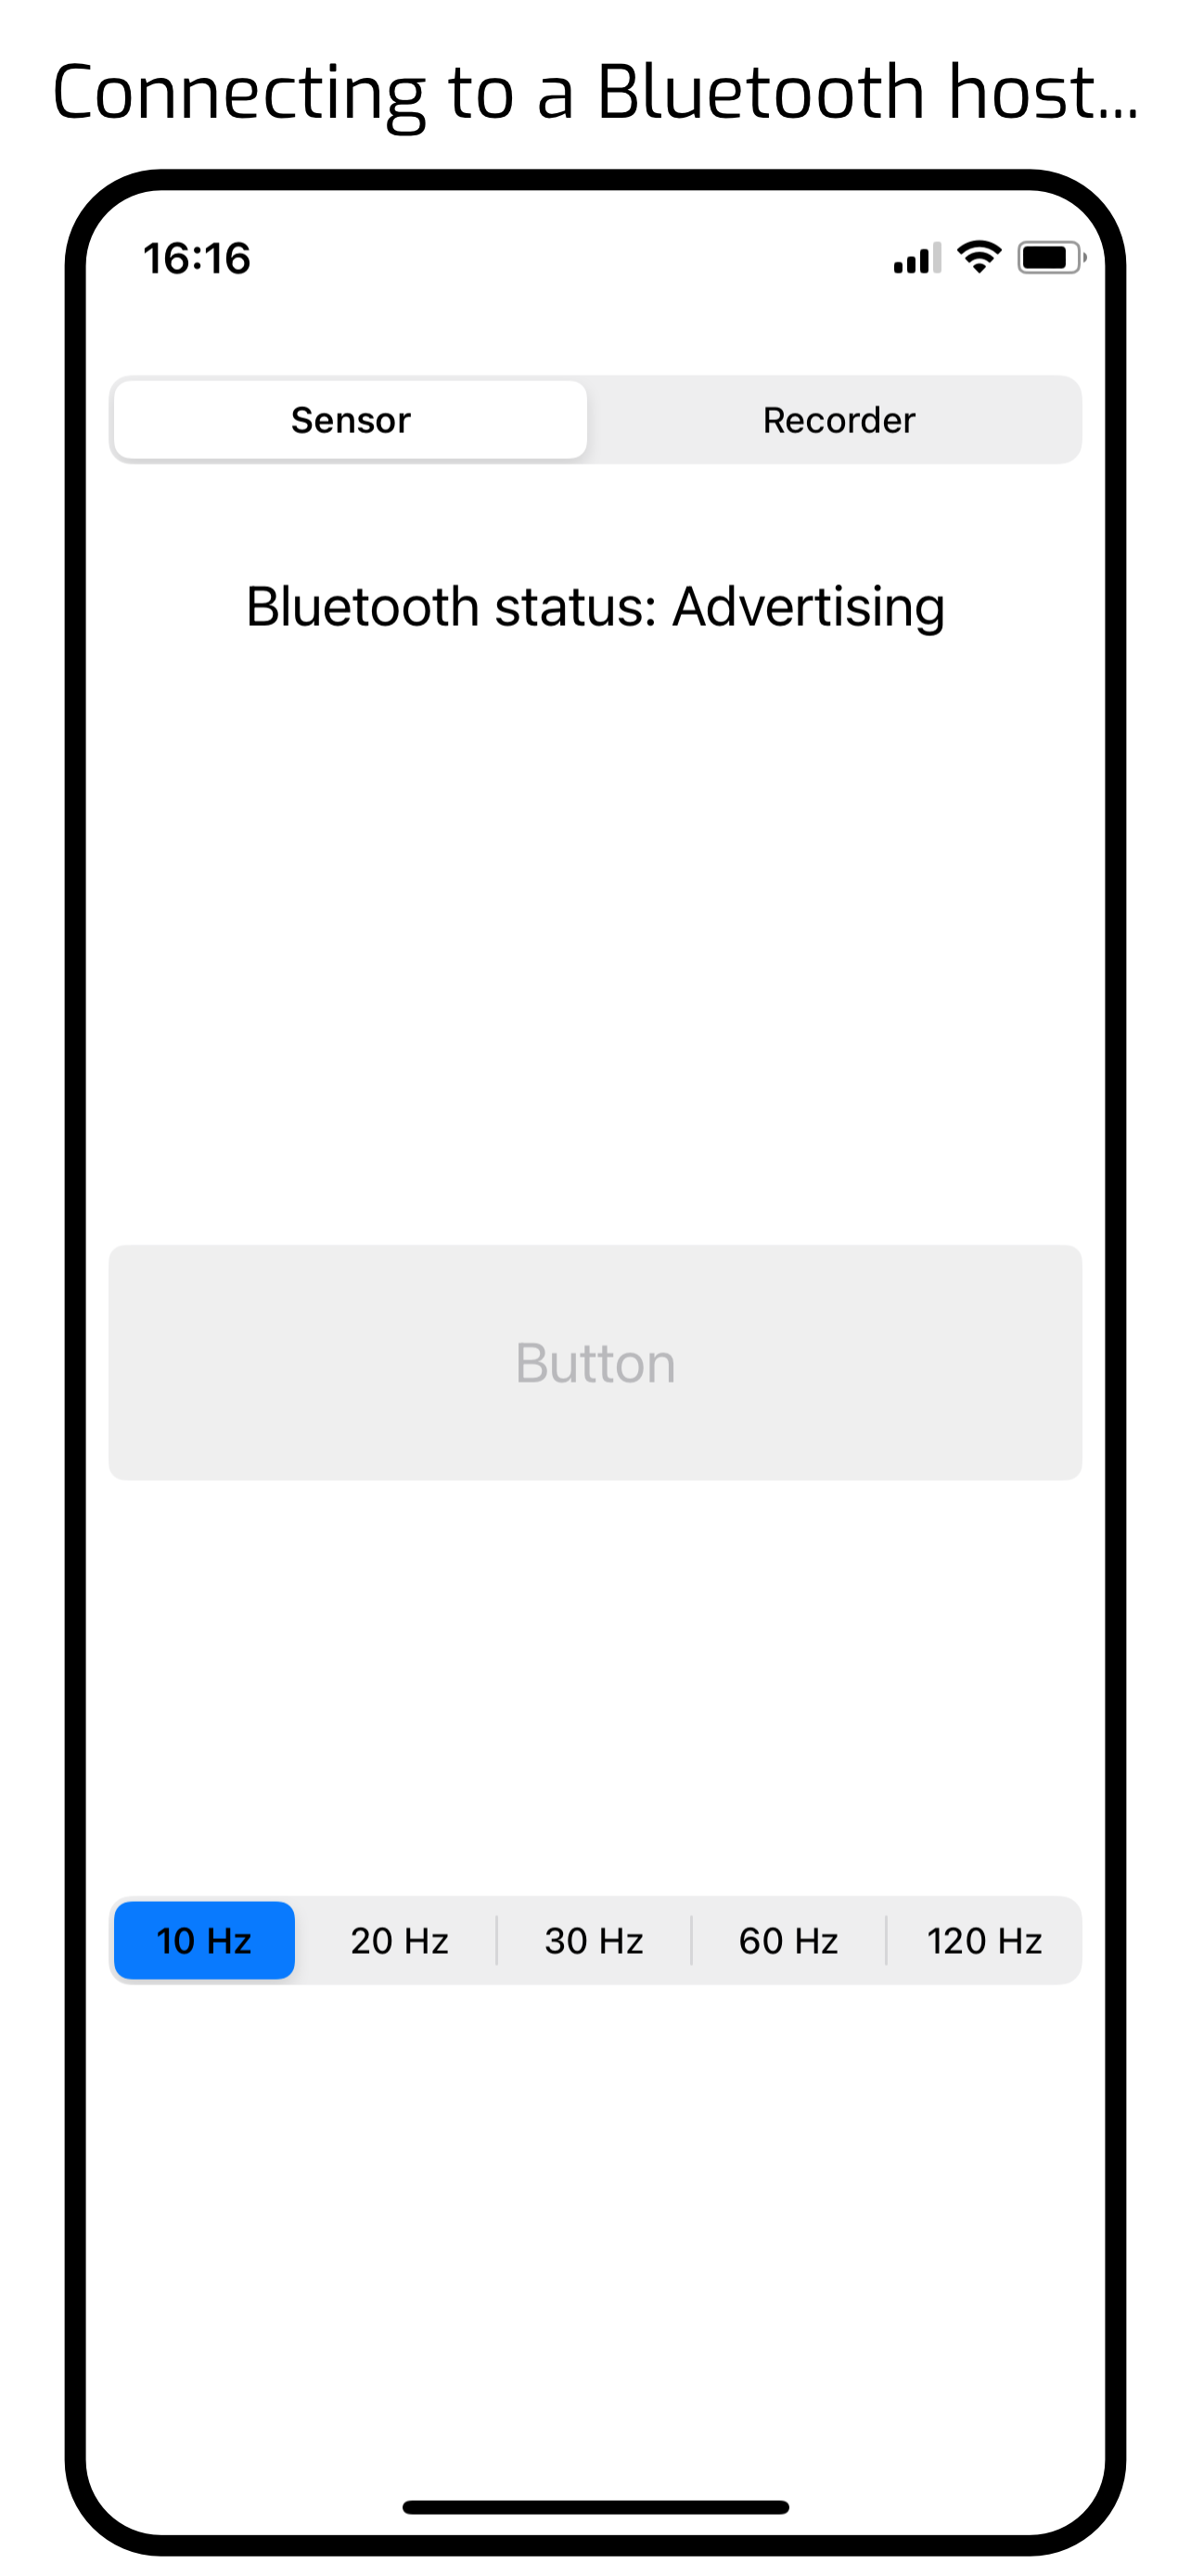 Connecting to a Bluetooth host...
16:16
Sensor Recorder
Bluetooth status: Advertising
Button
10 Hz 20 Hz 30 Hz 60 Hz 120 Hz